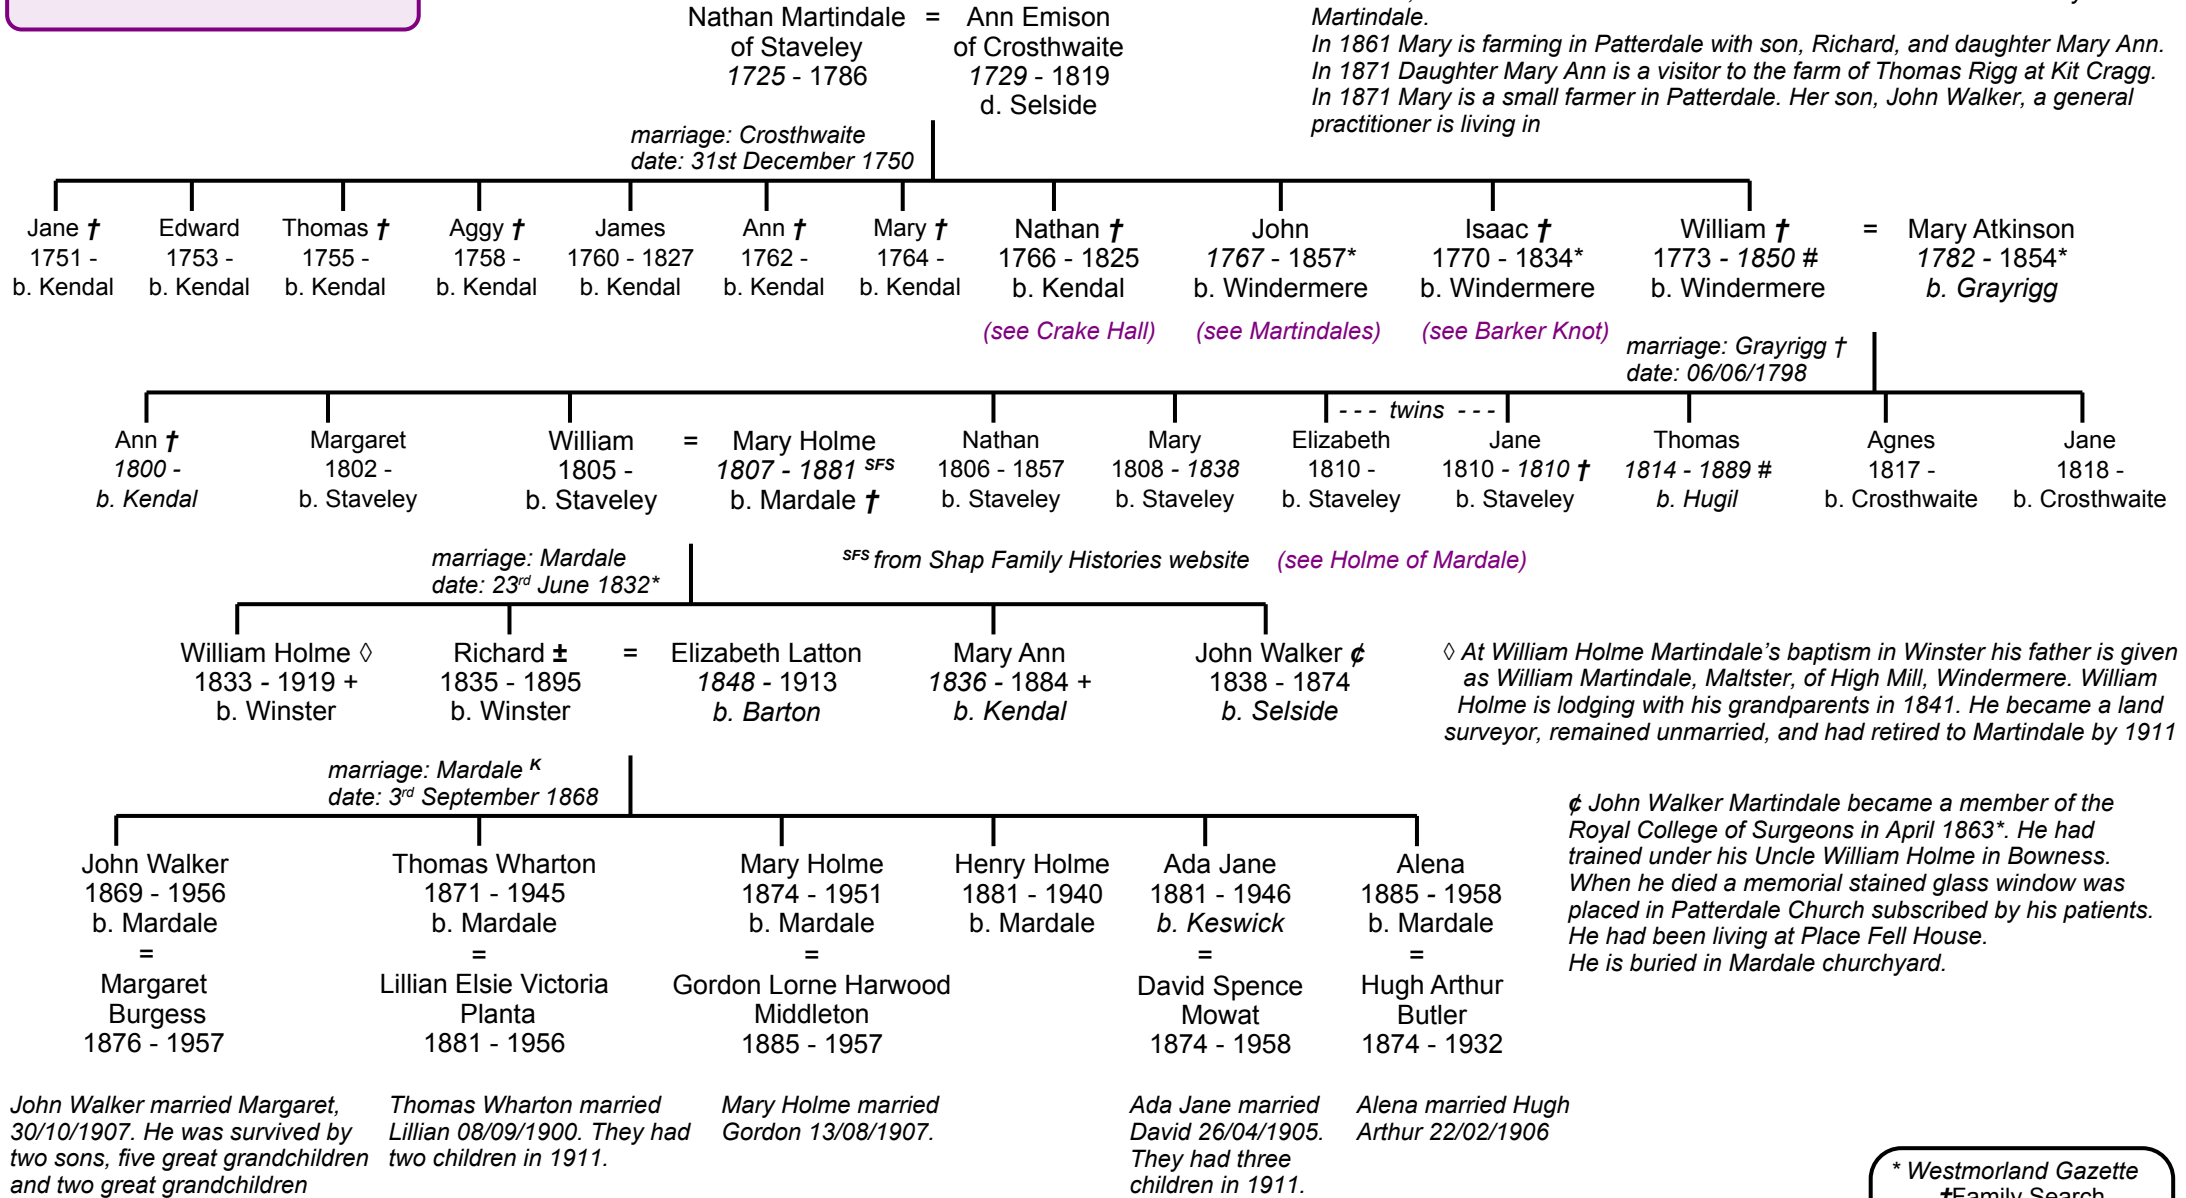 Nathan Martindale = Ann Emison
of Staveley of Crosthwaite
1725 - 1786 1729 - 1819
d. Selside
Martindale.
In 1861 Mary is farming in Patterdale with son, Richard, and daughter Mary Ann.
In 1871 Daughter Mary Ann is a visitor to the farm of Thomas Rigg at Kit Cragg.
In 1871 Mary is a small farmer in Patterdale. Her son, John Walker, a general
practitioner is living in
marriage: Crosthwaite
date: 31st December 1750
Jane † Edward Thomas † Aggy † James Ann † Mary † Nathan † John Isaac † William † = Mary Atkinson
1751 - 1753 - 1755 - 1758 - 1760 - 1827 1762 - 1764 - 1766 - 1825 1767 - 1857* 1770 - 1834* 1773 - 1850 # 1782 - 1854*
b. Kendal b. Kendal b. Kendal b. Kendal b. Kendal b. Kendal b. Kendal b. Kendal b. Windermere b. Windermere b. Windermere b. Grayrigg
(see Crake Hall) (see Martindales) (see Barker Knot)
marriage: Grayrigg †
date: 06/06/1798
- - - twins - - -
Ann † Margaret William = Mary Holme Nathan Mary Elizabeth Jane Thomas Agnes Jane
1800 - 1802 - 1805 - 1807 - 1881 SFS 1806 - 1857 1808 - 1838 1810 - 1810 - 1810 † 1814 - 1889 # 1817 - 1818 -
b. Kendal b. Staveley b. Staveley b. Mardale † b. Staveley b. Staveley b. Staveley b. Staveley b. Hugil b. Crosthwaite b. Crosthwaite
marriage: Mardale
date: 23rd June 1832*
SFS from Shap Family Histories website (see Holme of Mardale)
William Holme ◊ Richard ± = Elizabeth Latton Mary Ann John Walker ¢
1833 - 1919 + 1835 - 1895 1848 - 1913 1836 - 1884 + 1838 - 1874
b. Winster b. Winster b. Barton b. Kendal b. Selside
◊ At William Holme Martindale's baptism in Winster his father is given
as William Martindale, Maltster, of High Mill, Windermere. William
Holme is lodging with his grandparents in 1841. He became a land
surveyor, remained unmarried, and had retired to Martindale by 1911
marriage: Mardale K
date: 3rd September 1868
¢ John Walker Martindale became a member of the
Royal College of Surgeons in April 1863*. He had
trained under his Uncle William Holme in Bowness.
When he died a memorial stained glass window was
placed in Patterdale Church subscribed by his patients.
He had been living at Place Fell House.
He is buried in Mardale churchyard.
John Walker Thomas Wharton Mary Holme Henry Holme Ada Jane Alena
1869 - 1956 1871 - 1945 1874 - 1951 1881 - 1940 1881 - 1946 1885 - 1958
b. Mardale b. Mardale b. Mardale b. Mardale b. Keswick b. Mardale
= = = = =
Margaret Lillian Elsie Victoria Gordon Lorne Harwood David Spence Hugh Arthur
Burgess Planta Middleton Mowat Butler
1876 - 1957 1881 - 1956 1885 - 1957 1874 - 1958 1874 - 1932
John Walker married Margaret,
30/10/1907. He was survived by
two sons, five great grandchildren
and two great grandchildren
Thomas Wharton married
Lillian 08/09/1900. They had
two children in 1911.
Mary Holme married
Gordon 13/08/1907.
Ada Jane married
David 26/04/1905.
They had three
children in 1911.
Alena married Hugh
Arthur 22/02/1906
* Westmorland Gazette
†Family Search